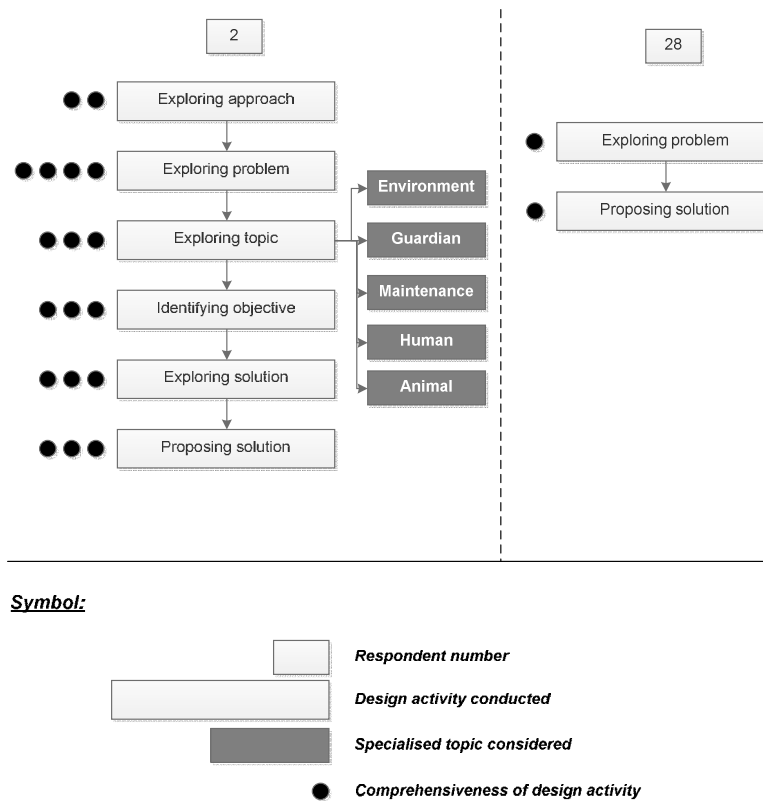 2
Exploring approach
Exploring problem
Exploring topic
Identifying objective
Exploring solution
Proposing solution
Environment
Guardian
Maintenance
Human
Animal
28
Exploring problem
Proposing solution
Symbol:
Respondent number
Design activity conducted
Specialised topic considered
Comprehensiveness of design activity